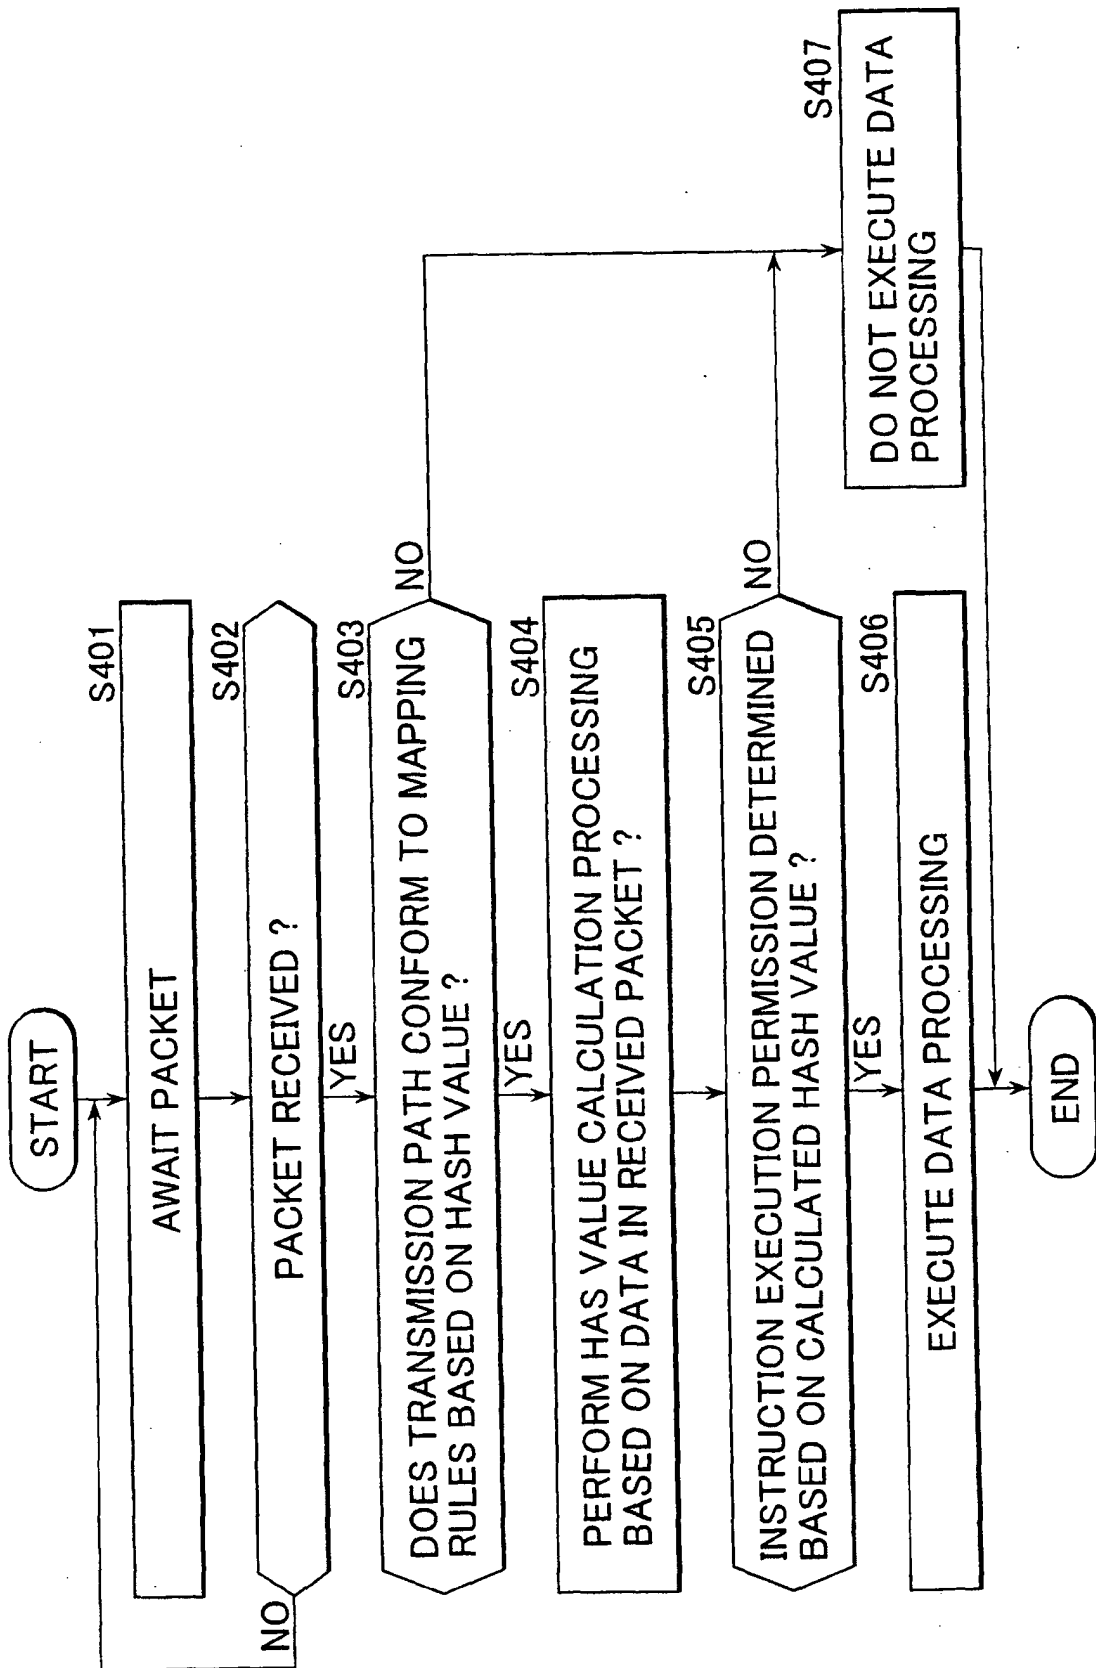 START
S401
AWAIT PACKET
S402
PACKET RECEIVED ?
NO
YES
S403
DOES TRANSMISSION PATH CONFORM TO MAPPING
RULES BASED ON HASH VALUE ?
NO
YES
S404
PERFORM HAS VALUE CALCULATION PROCESSING
BASED ON DATA IN RECEIVED PACKET ?
S405
INSTRUCTION EXECUTION PERMISSION DETERMINED
BASED ON CALCULATED HASH VALUE ?
NO
YES
S406
EXECUTE DATA PROCESSING
S407
DO NOT EXECUTE DATA
PROCESSING
END